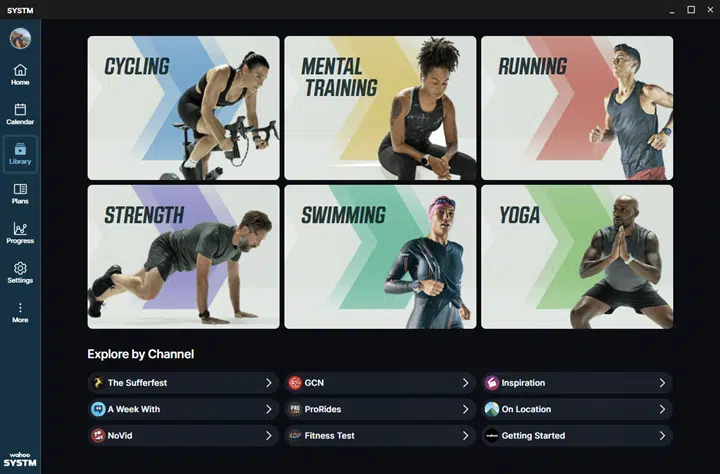 SYSTM
Home
Calendar
Library
Plans
Progress
Settings
More
wahoo
SYSTM
CYCLING
MENTAL
TRAINING
RUNNING
STRENGTH
SWIMMING
YOGA
Explore by Channel
The Sufferfest
GCN
Inspiration
A Week With
ProRides
On Location
NoVid
Fitness Test
Getting Started